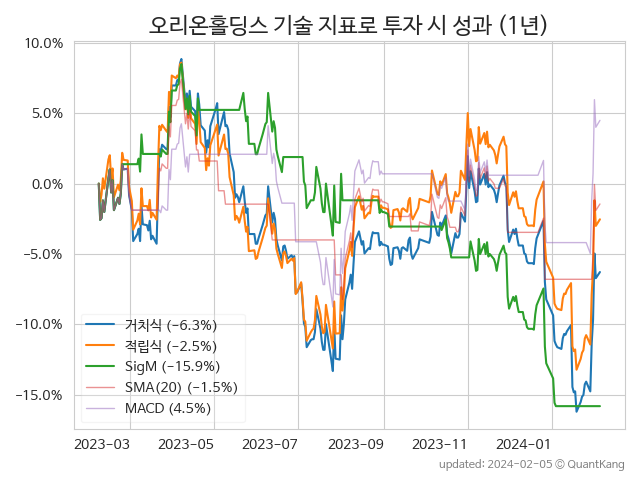 오리온홀딩스 기술 지표로 투자 시 성과 (1년)
10.0%
5.0%
0.0%
−5.0%
−10.0%
−15.0%
거치식 (−6.3%)
적립식 (−2.5%)
SigM (−15.9%)
SMA(20) (−1.5%)
MACD (4.5%)
2023-03 2023-05 2023-07 2023-09 2023-11 2024-01
updated: 2024-02-05 © QuantKang